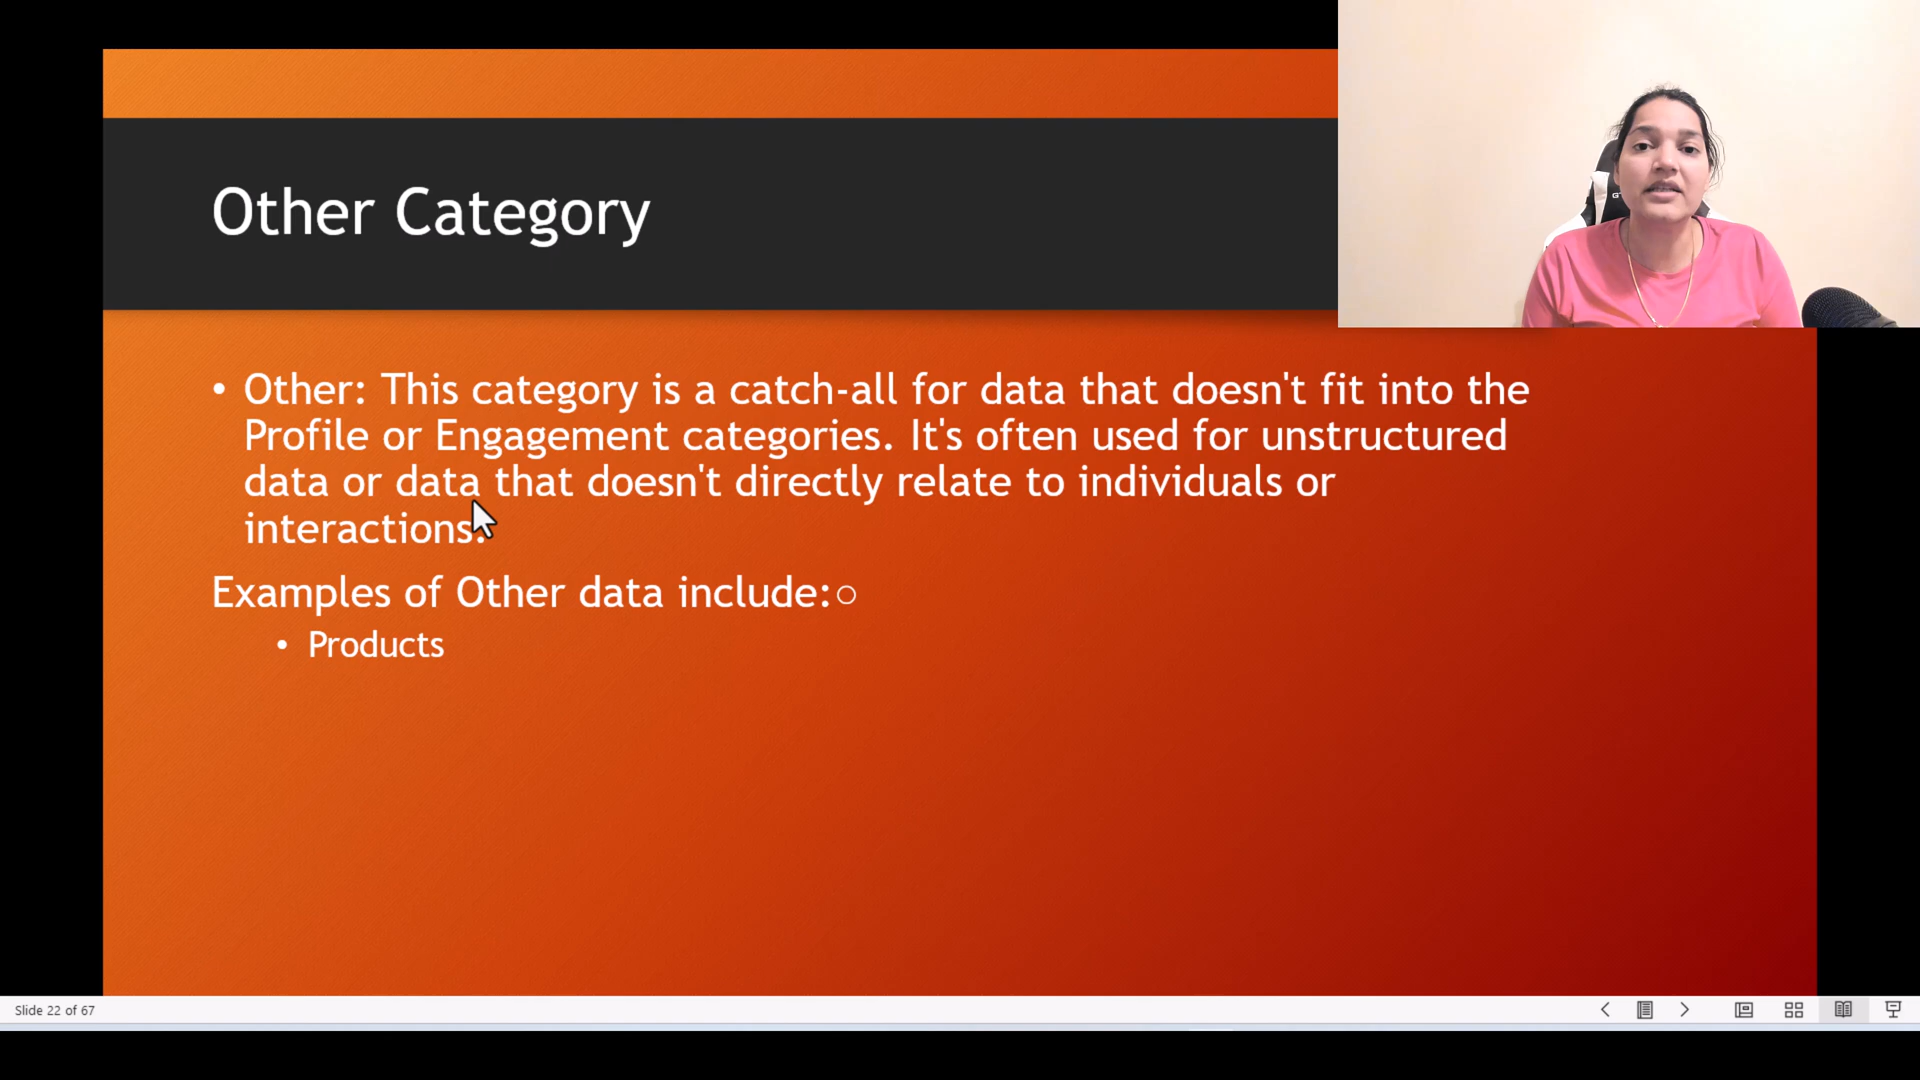 Other Category
• Other: This category is a catch-all for data that doesn't fit into the
Profile or Engagement categories. It's often used for unstructured
data or data that doesn't directly relate to individuals or
interactions.
Examples of Other data include:○
• Products
Slide 22 of 67